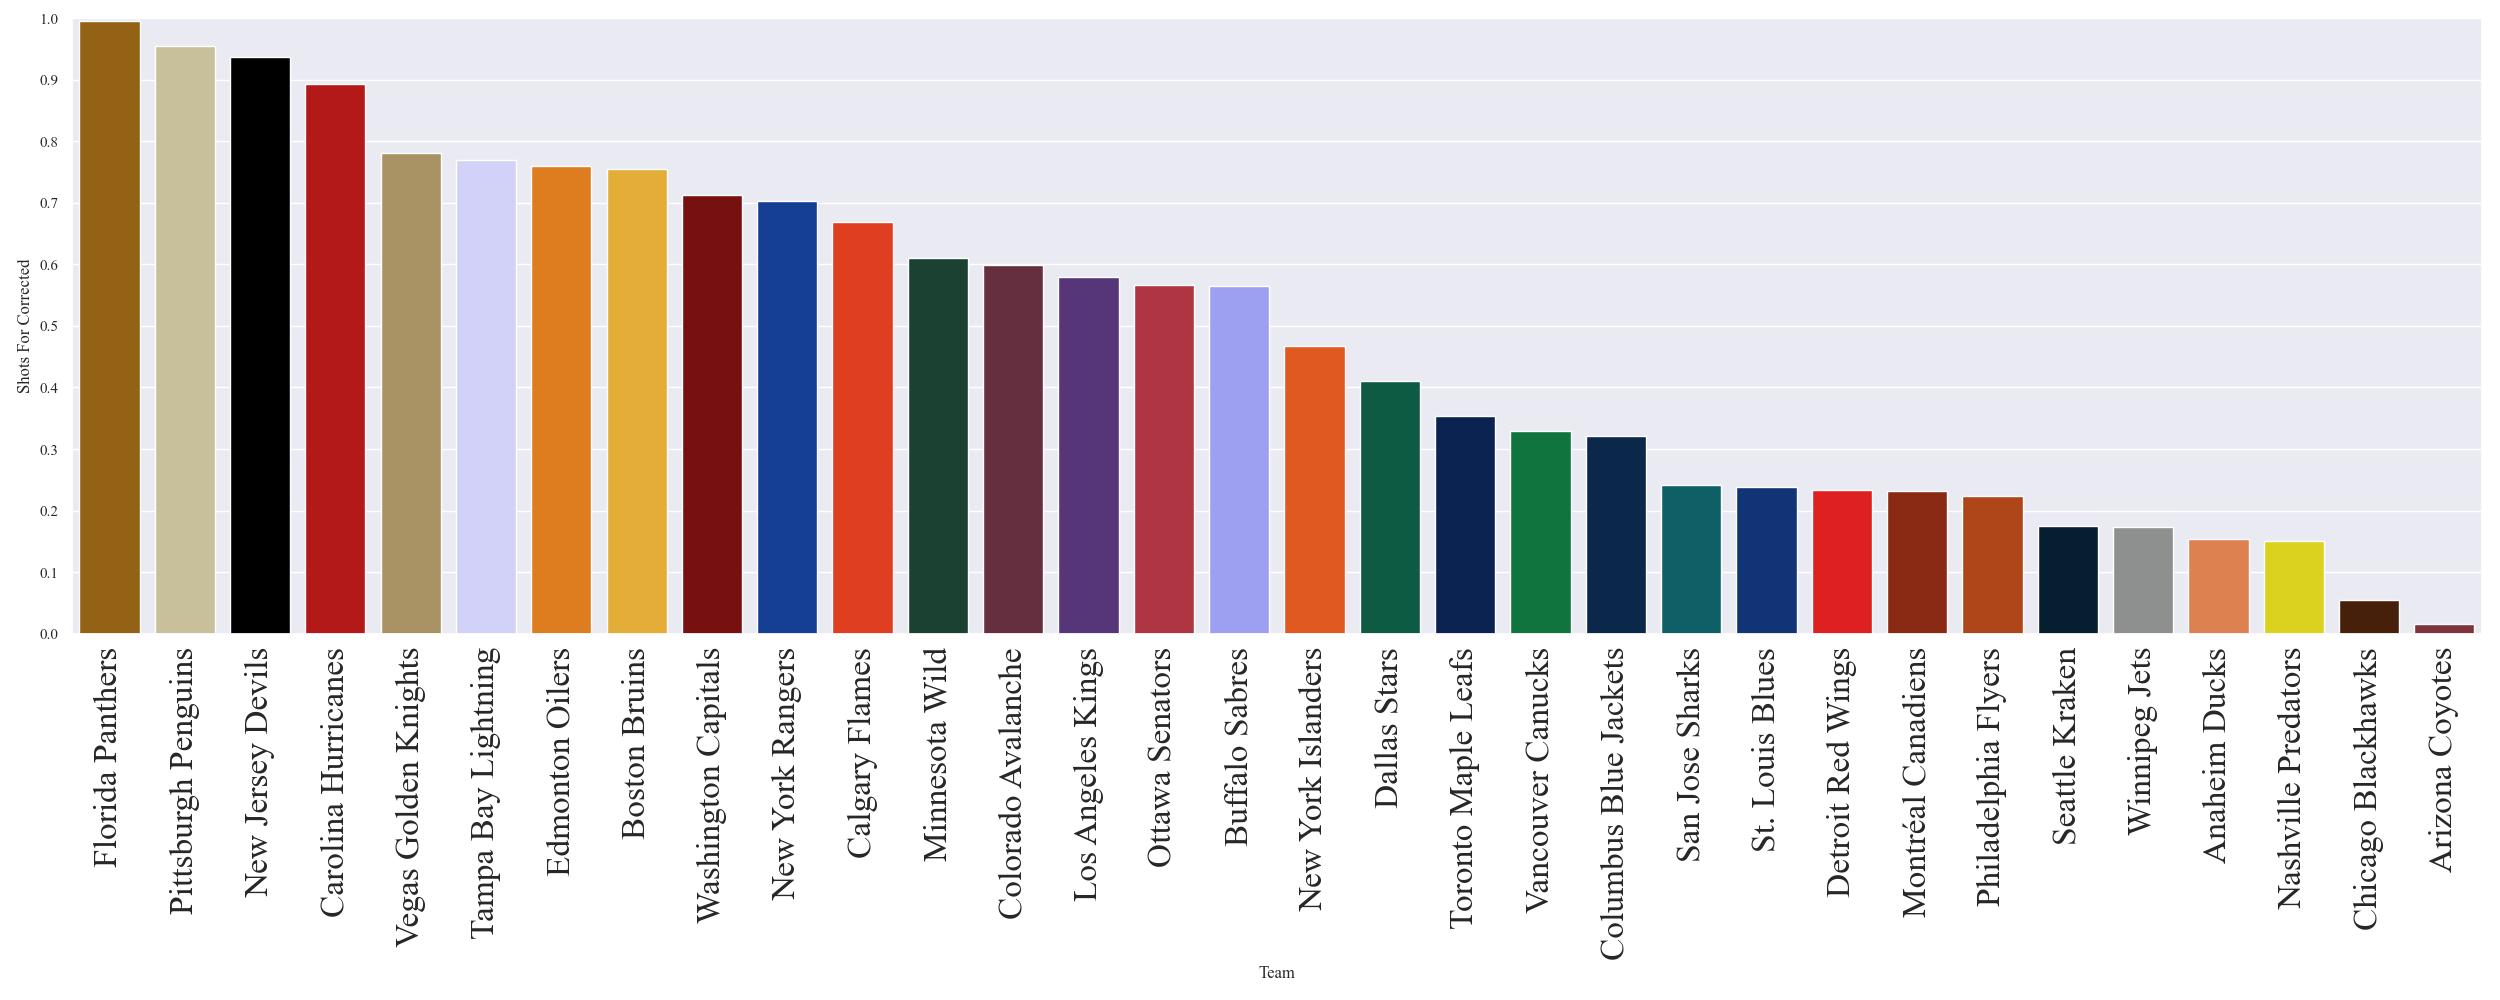 1.0
0.9
0.8
0.7
0.6
0.5
0.4
0.3
0.2
0.1
0.0
Shots For Corrected
Florida Panthers
Pittsburgh Penguins
New Jersey Devils
Carolina Hurricanes
Vegas Golden Knights
Tampa Bay Lightning
Edmonton Oilers
Boston Bruins
Washington Capitals
New York Rangers
Calgary Flames
Minnesota Wild
Colorado Avalanche
Los Angeles Kings
Ottawa Senators
Buffalo Sabres
New York Islanders
Dallas Stars
Toronto Maple Leafs
Vancouver Canucks
Columbus Blue Jackets
San Jose Sharks
St. Louis Blues
Detroit Red Wings
Montréal Canadiens
Philadelphia Flyers
Seattle Kraken
Winnipeg Jets
Anaheim Ducks
Nashville Predators
Chicago Blackhawks
Arizona Coyotes
Team